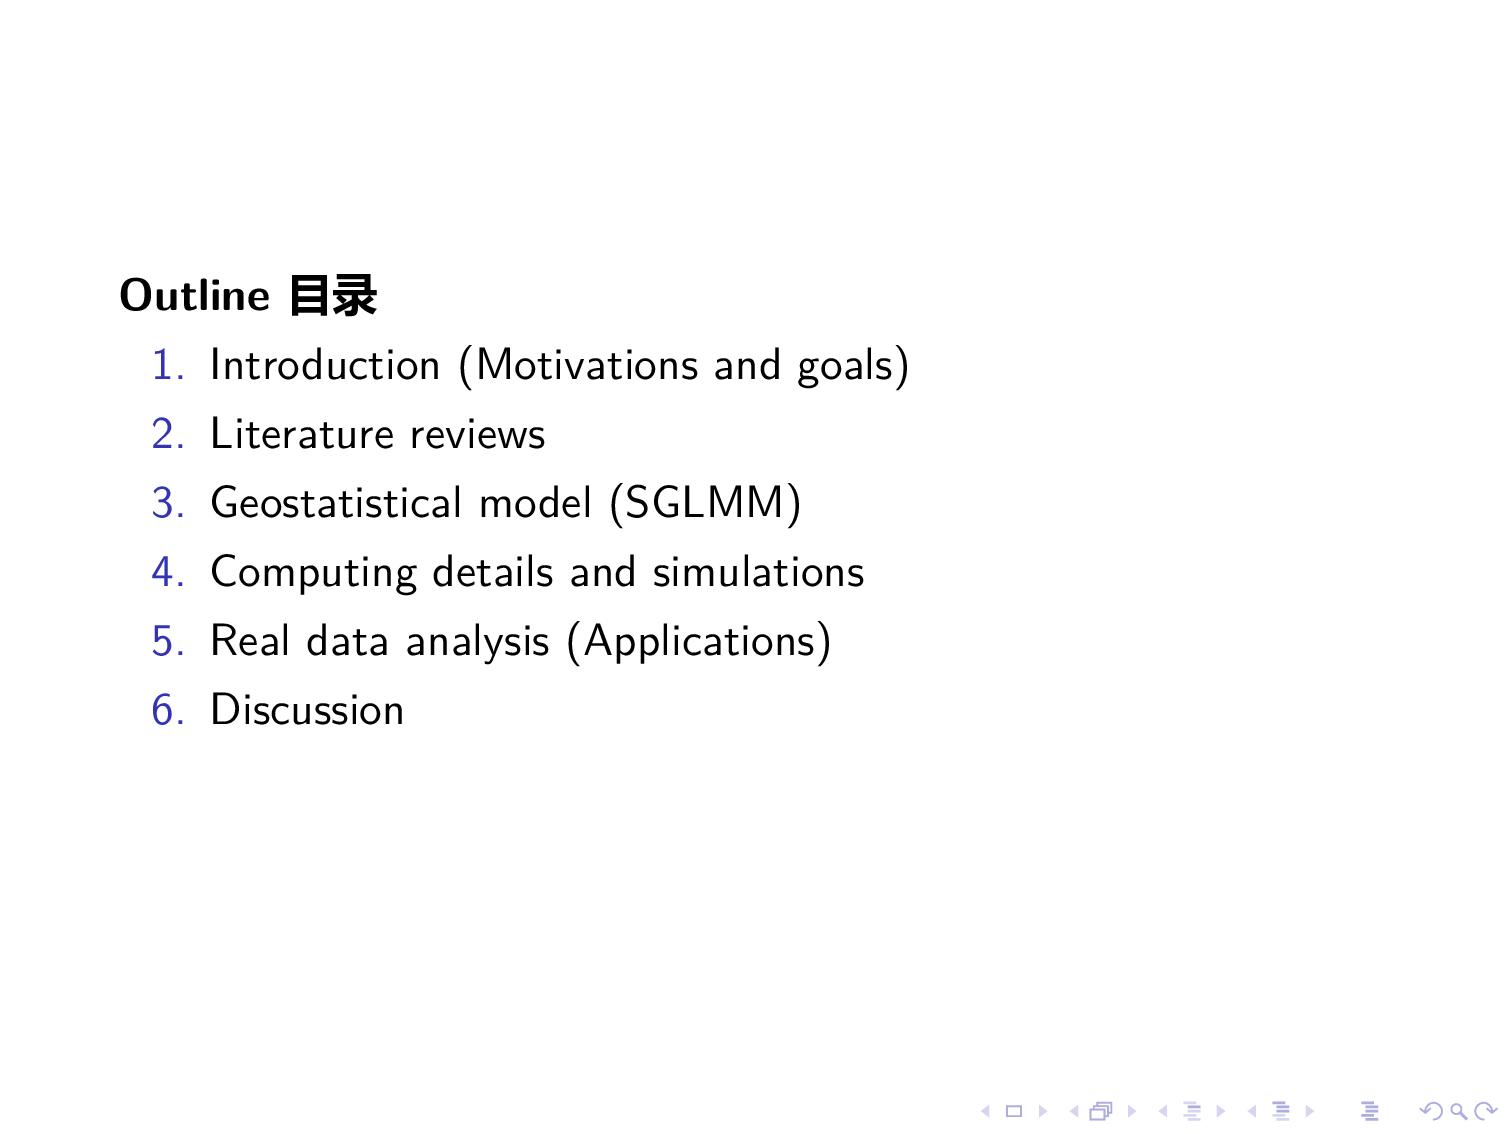 Outline 目录
1. Introduction (Motivations and goals)
2. Literature reviews
3. Geostatistical model (SGLMM)
4. Computing details and simulations
5. Real data analysis (Applications)
6. Discussion